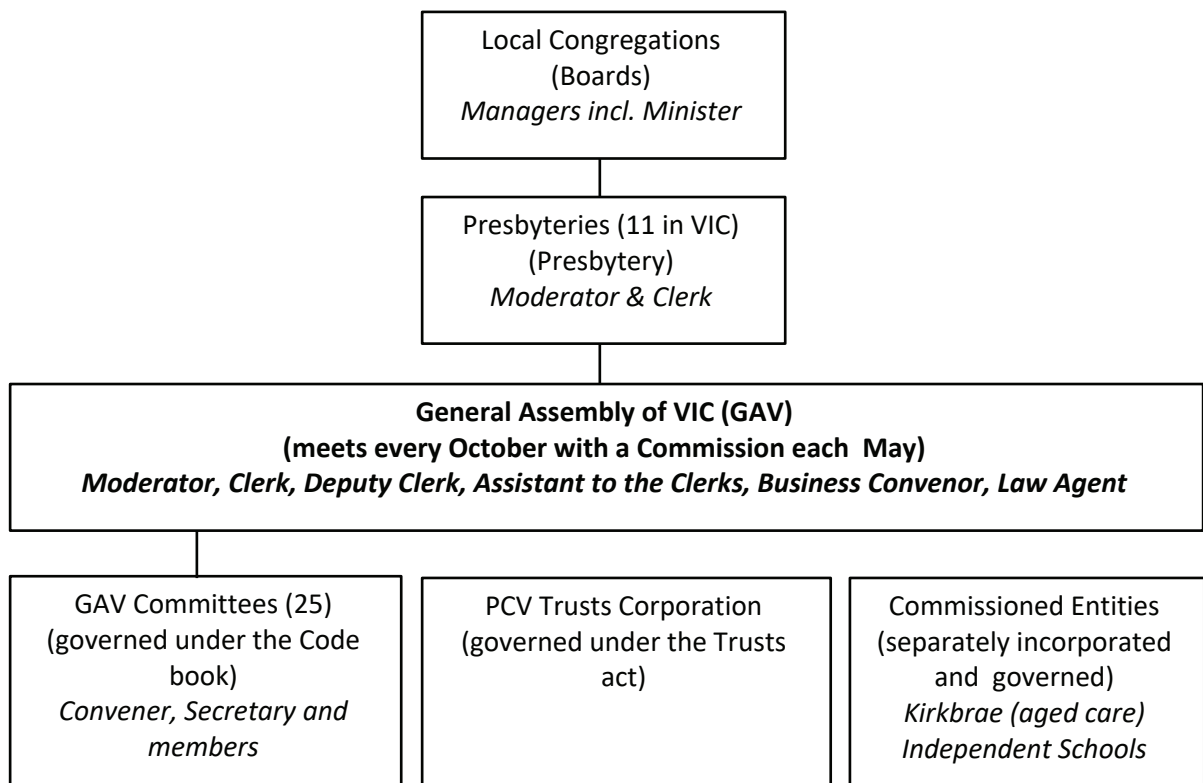 Local Congregations
(Boards)
Managers incl. Minister
Presbyteries (11 in VIC)
(Presbytery)
Moderator & Clerk
General Assembly of VIC (GAV)
(meets every October with a Commission each May)
Moderator, Clerk, Deputy Clerk, Assistant to the Clerks, Business Convenor, Law Agent
GAV Committees (25)
(governed under the Code
book)
Convener, Secretary and
members
PCV Trusts Corporation
(governed under the Trusts
act)
Commissioned Entities
(separately incorporated
and governed)
Kirkbrae (aged care)
Independent Schools